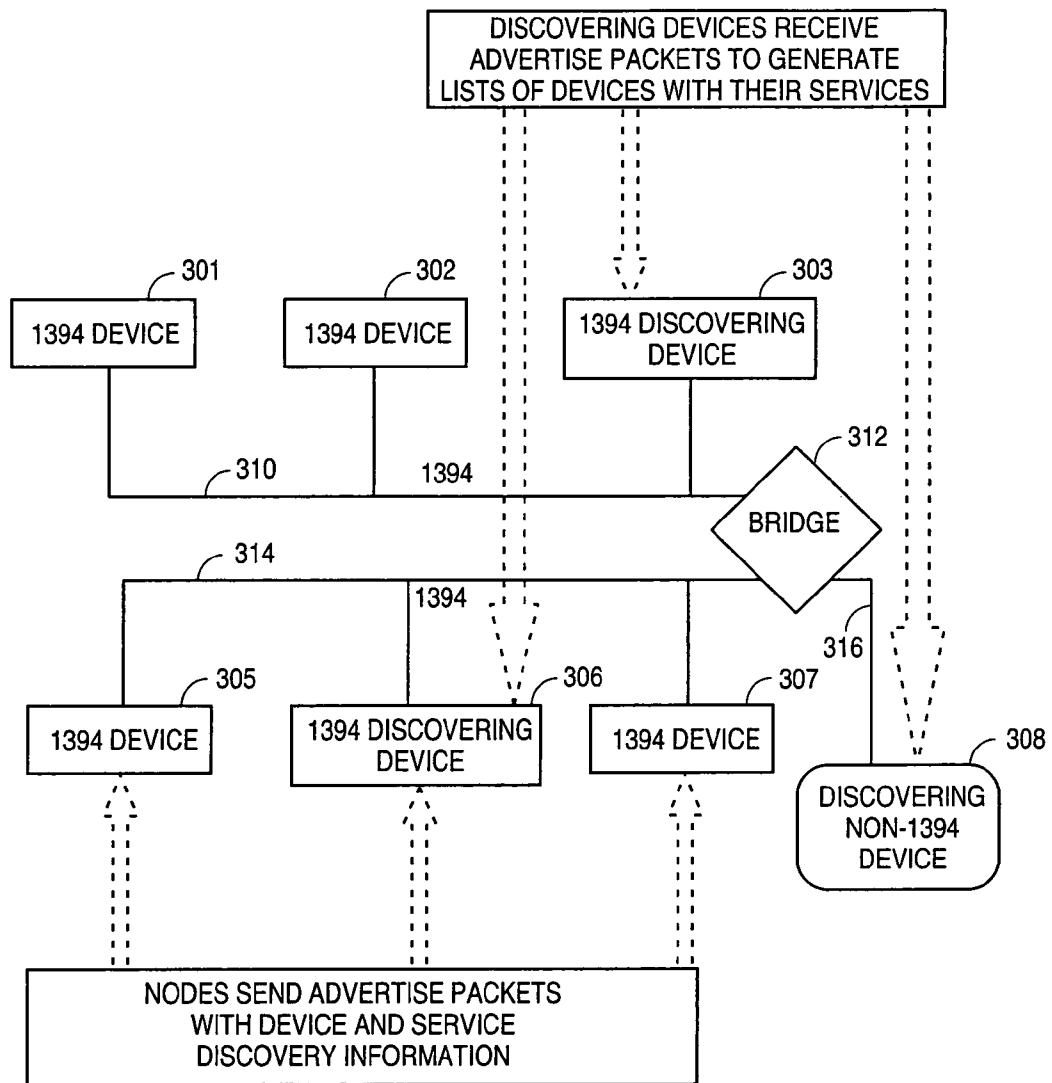 DISCOVERING DEVICES RECEIVE
ADVERTISE PACKETS TO GENERATE
LISTS OF DEVICES WITH THEIR SERVICES
301
302
303
1394 DEVICE
1394 DEVICE
1394 DISCOVERING
DEVICE
312
310
1394
BRIDGE
314
1394
316
305
306
307
1394 DEVICE
1394 DISCOVERING
DEVICE
1394 DEVICE
308
DISCOVERING
NON-1394
DEVICE
NODES SEND ADVERTISE PACKETS
WITH DEVICE AND SERVICE
DISCOVERY INFORMATION